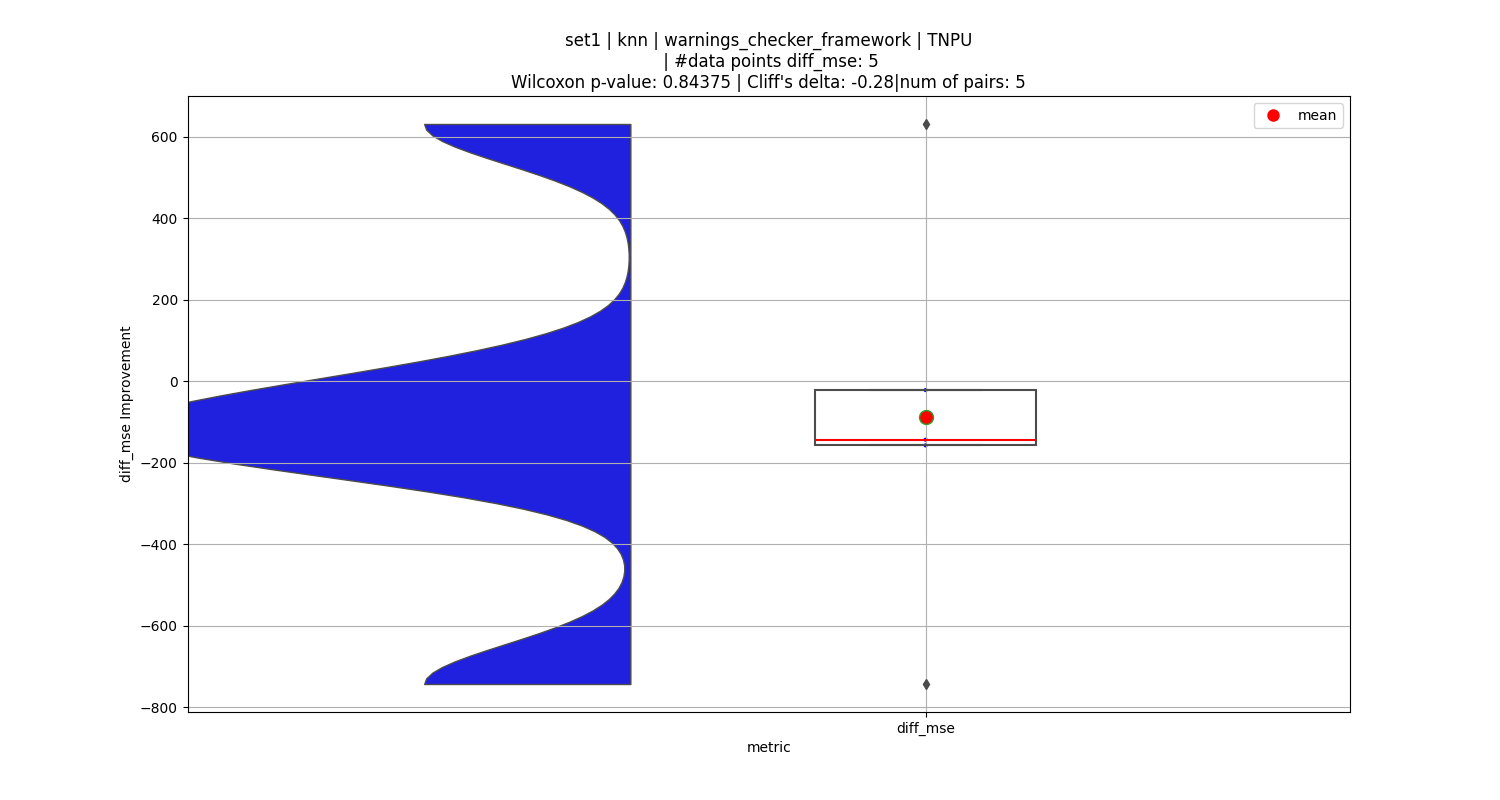 set1 | knn | warnings_checker_framework | TNPU
| #data points diff_mse: 5
Wilcoxon p-value: 0.84375 | Cliff's delta: -0.28|num of pairs: 5
mean
600
400
200
0
−200
−400
−600
−800
diff_mse Improvement
diff_mse
metric